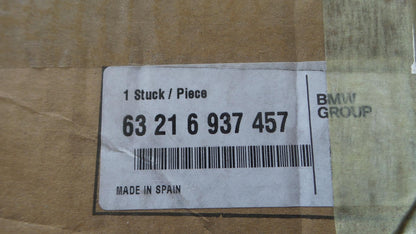 1 Stuck / Piece
63 21 6 937 457
BMW
GROUP
MADE IN SPAIN